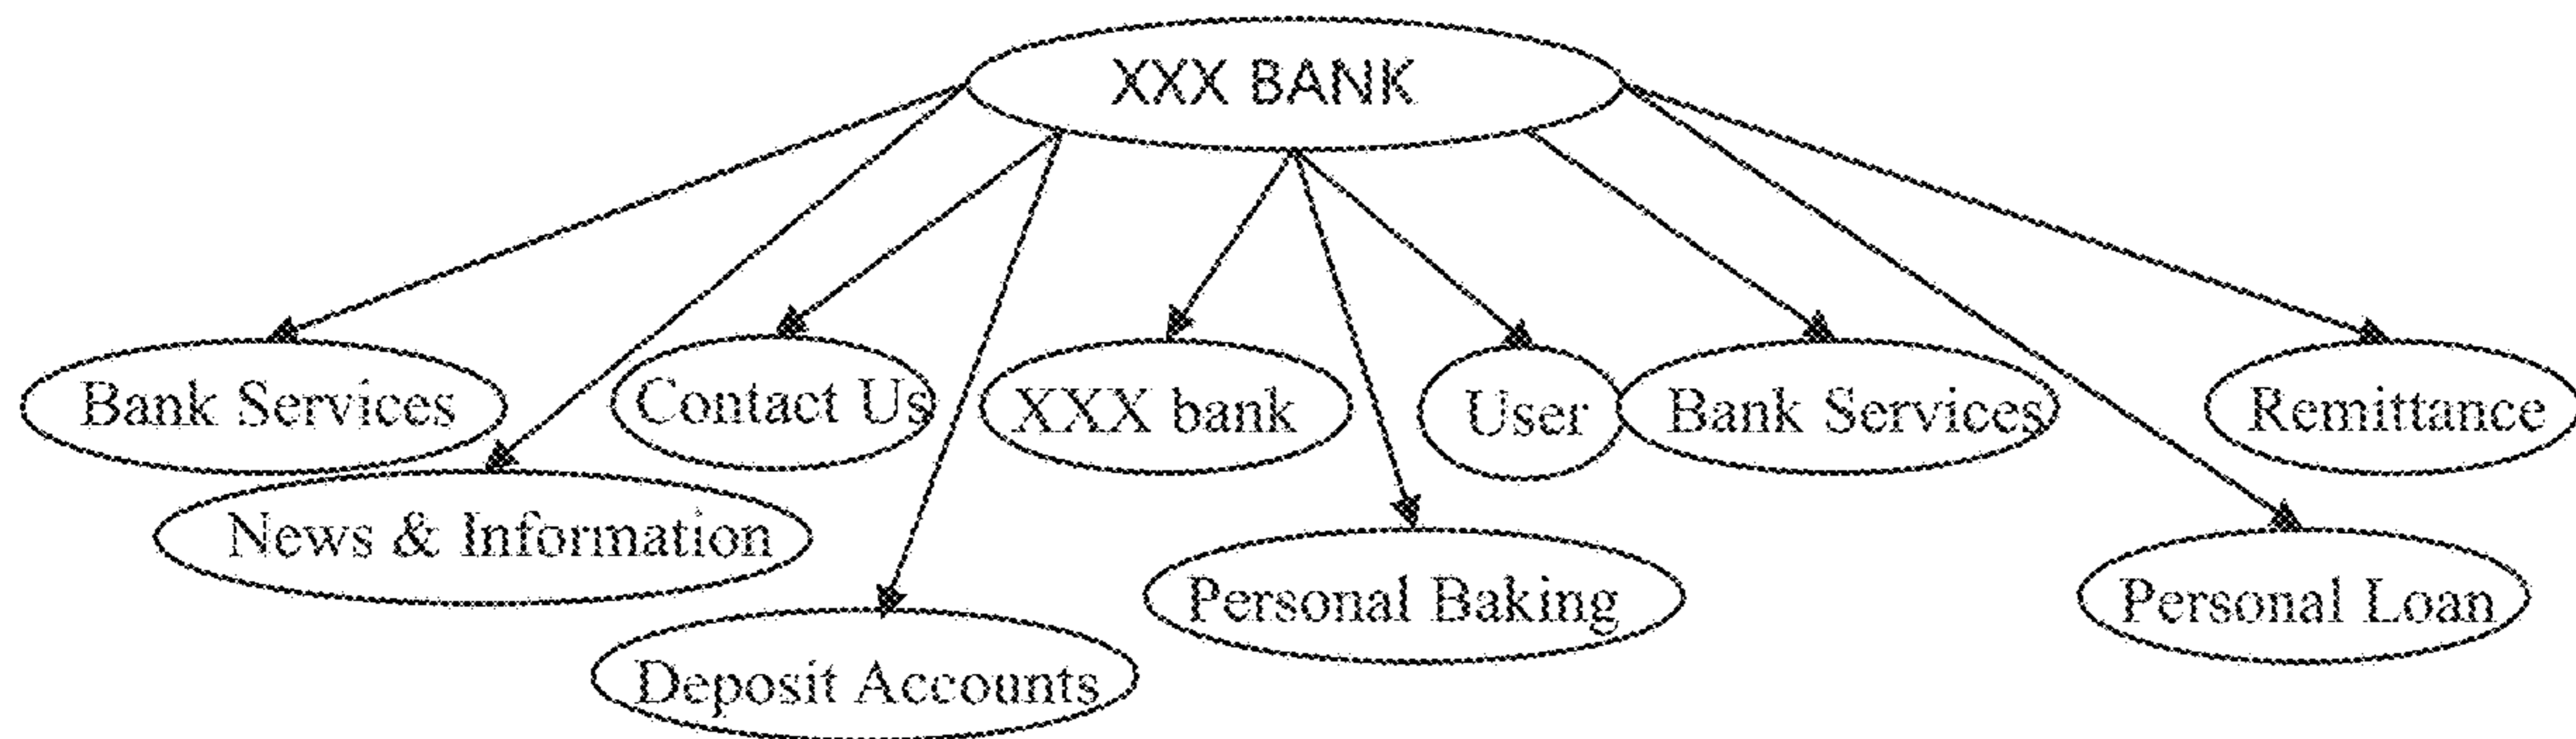 XXX BANK
Bank Services
Contact Us
XXX bank
User
Bank Services
Remittance
News & Information
Personal Baking
Personal Loan
Deposit Accounts